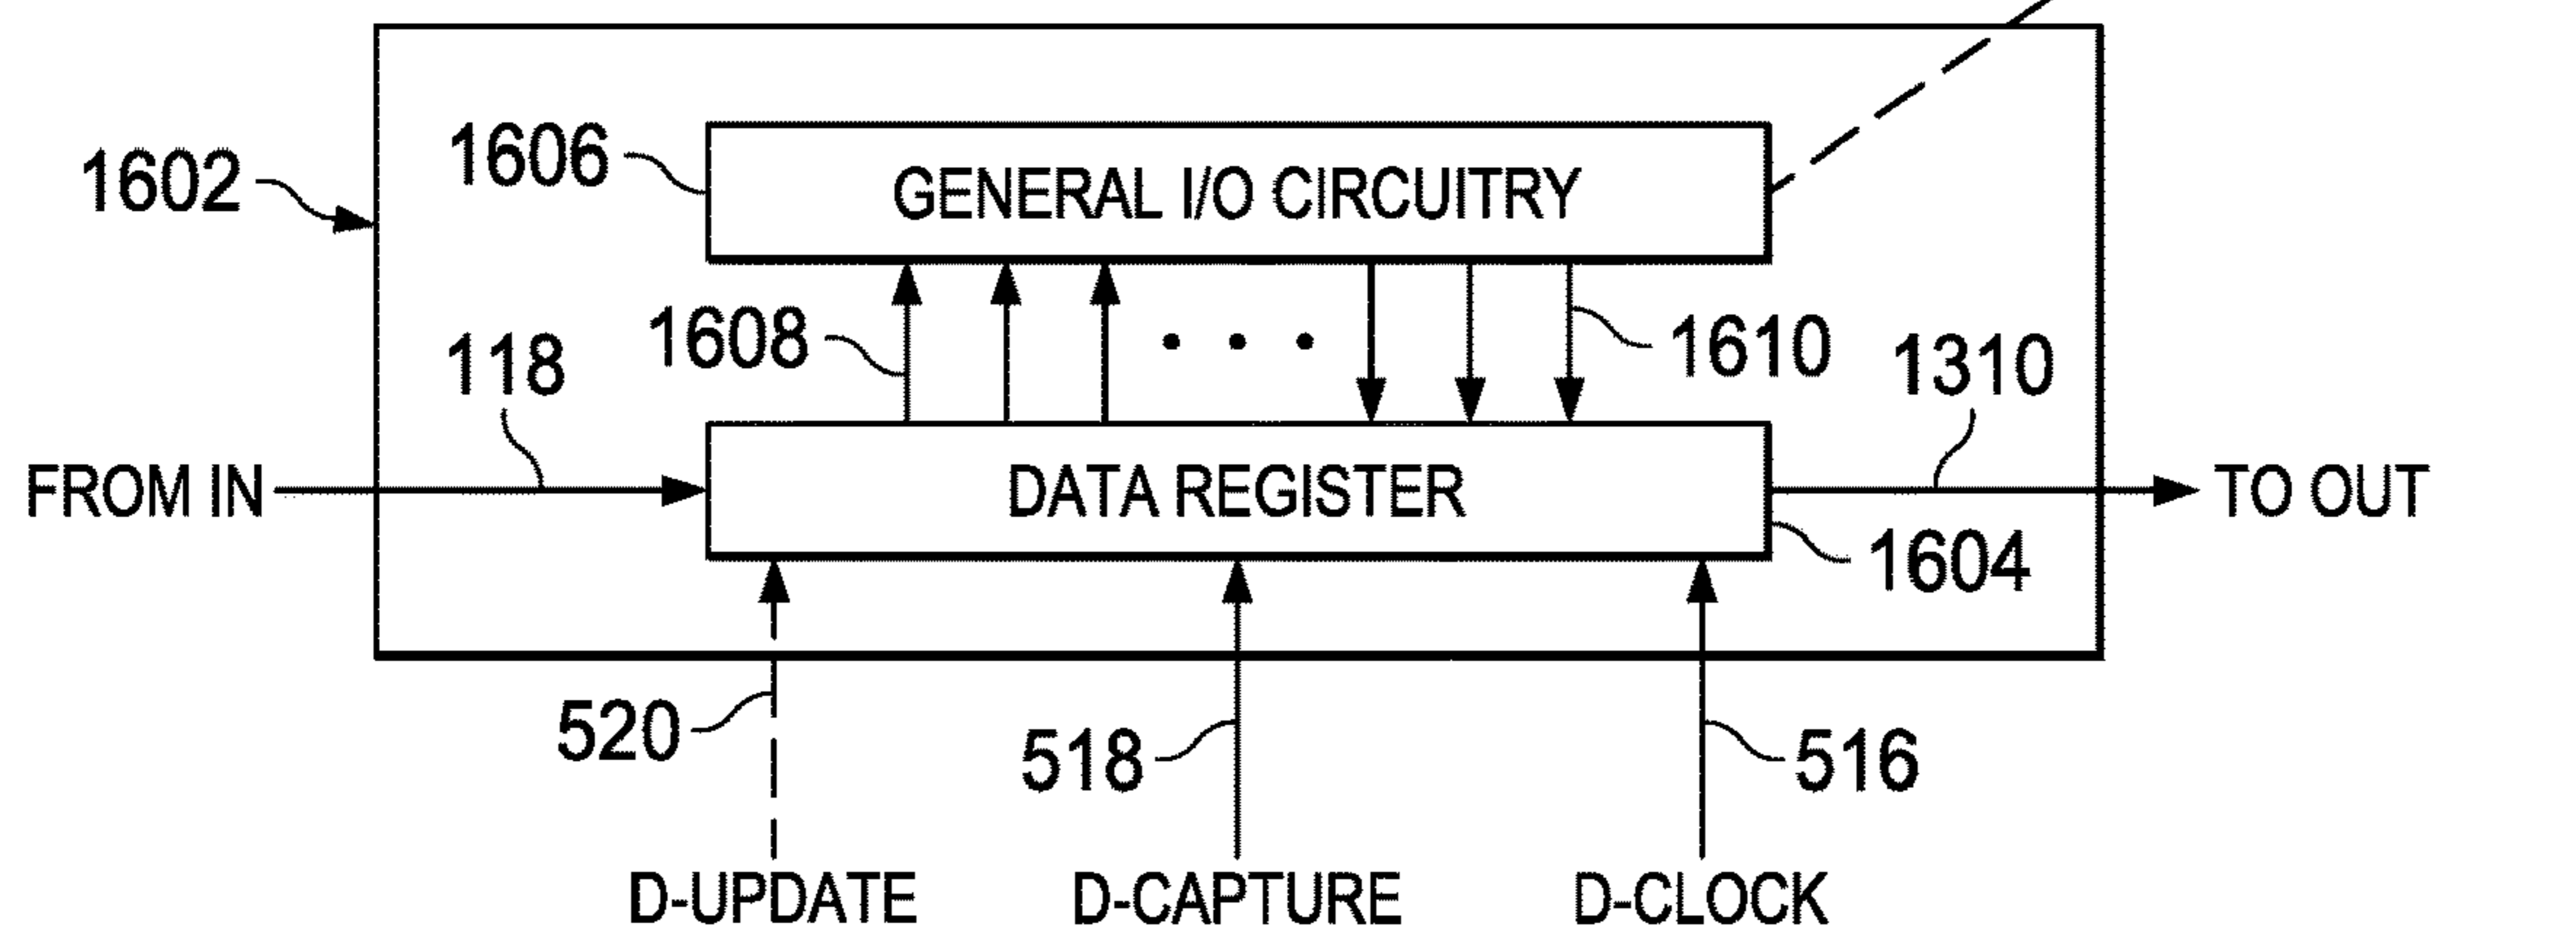 1602
1606
GENERAL I/O CIRCUITRY
118
1608
1610
1310
FROM IN
DATA REGISTER
TO OUT
1604
520
518
516
D-UPDATE
D-CAPTURE
D-CLOCK